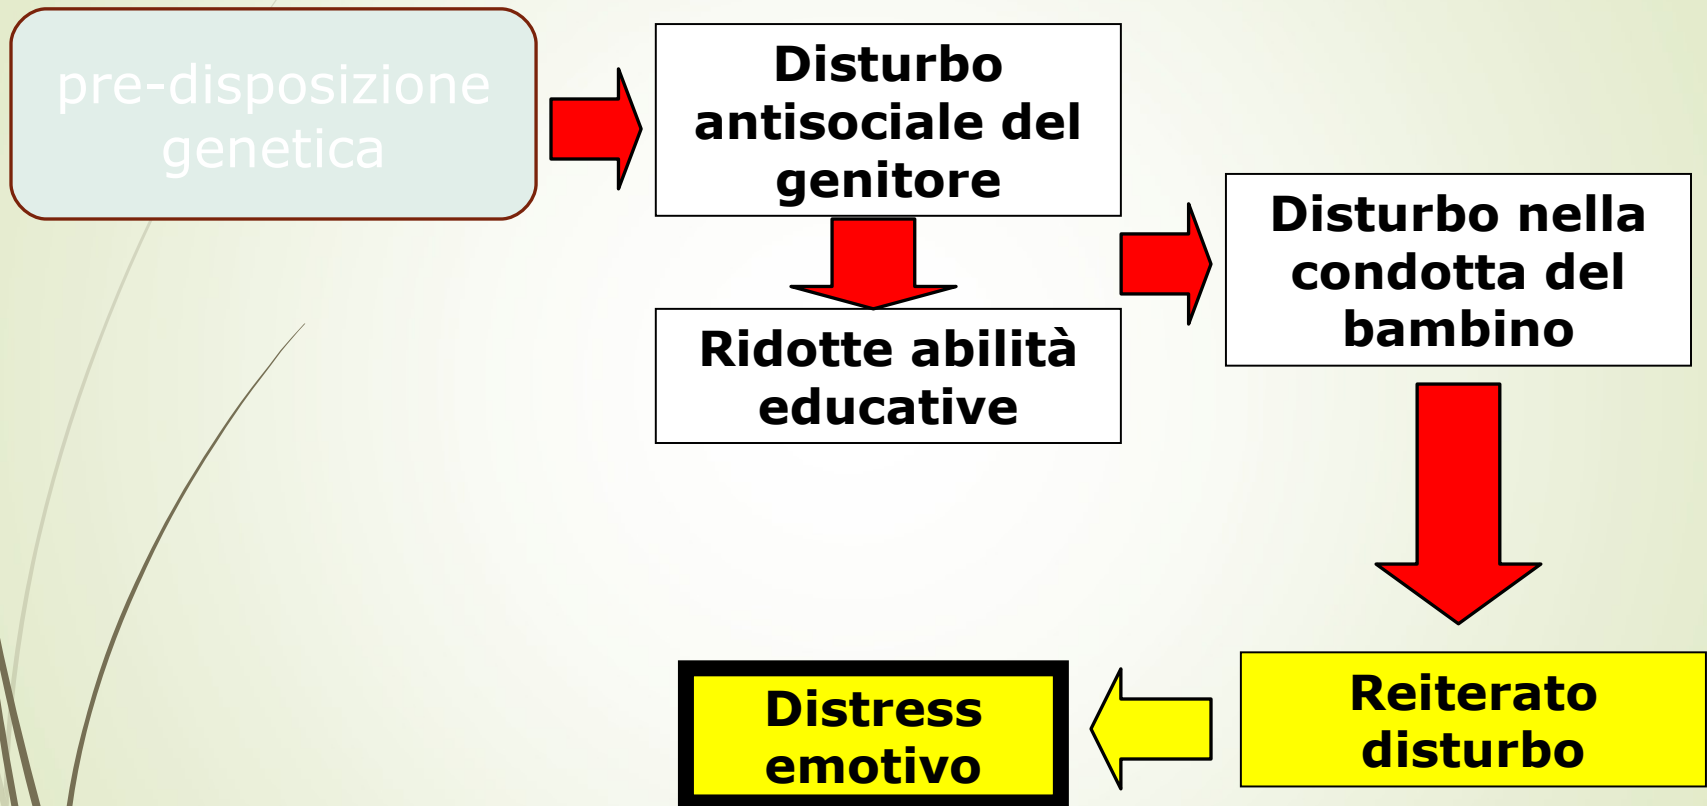 pre-disposizione
genetica
Disturbo
antisociale del
genitore
Ridotte abilità
educative
Disturbo nella
condotta del
bambino
Reiterato
disturbo
Distress
emotivo